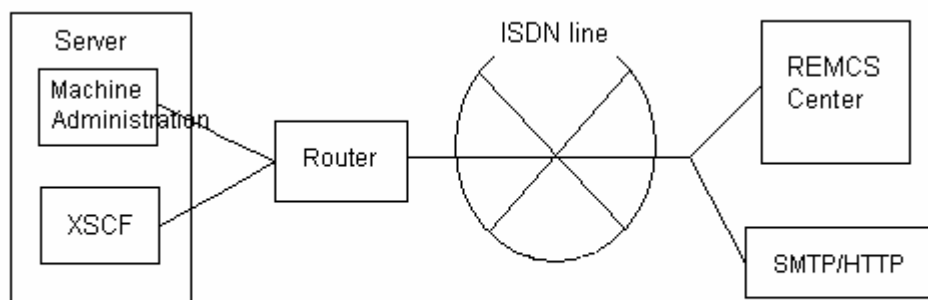 Server
Machine
Administration
XSCF
Router
ISDN line
REMCS
Center
SMTP/HTTP